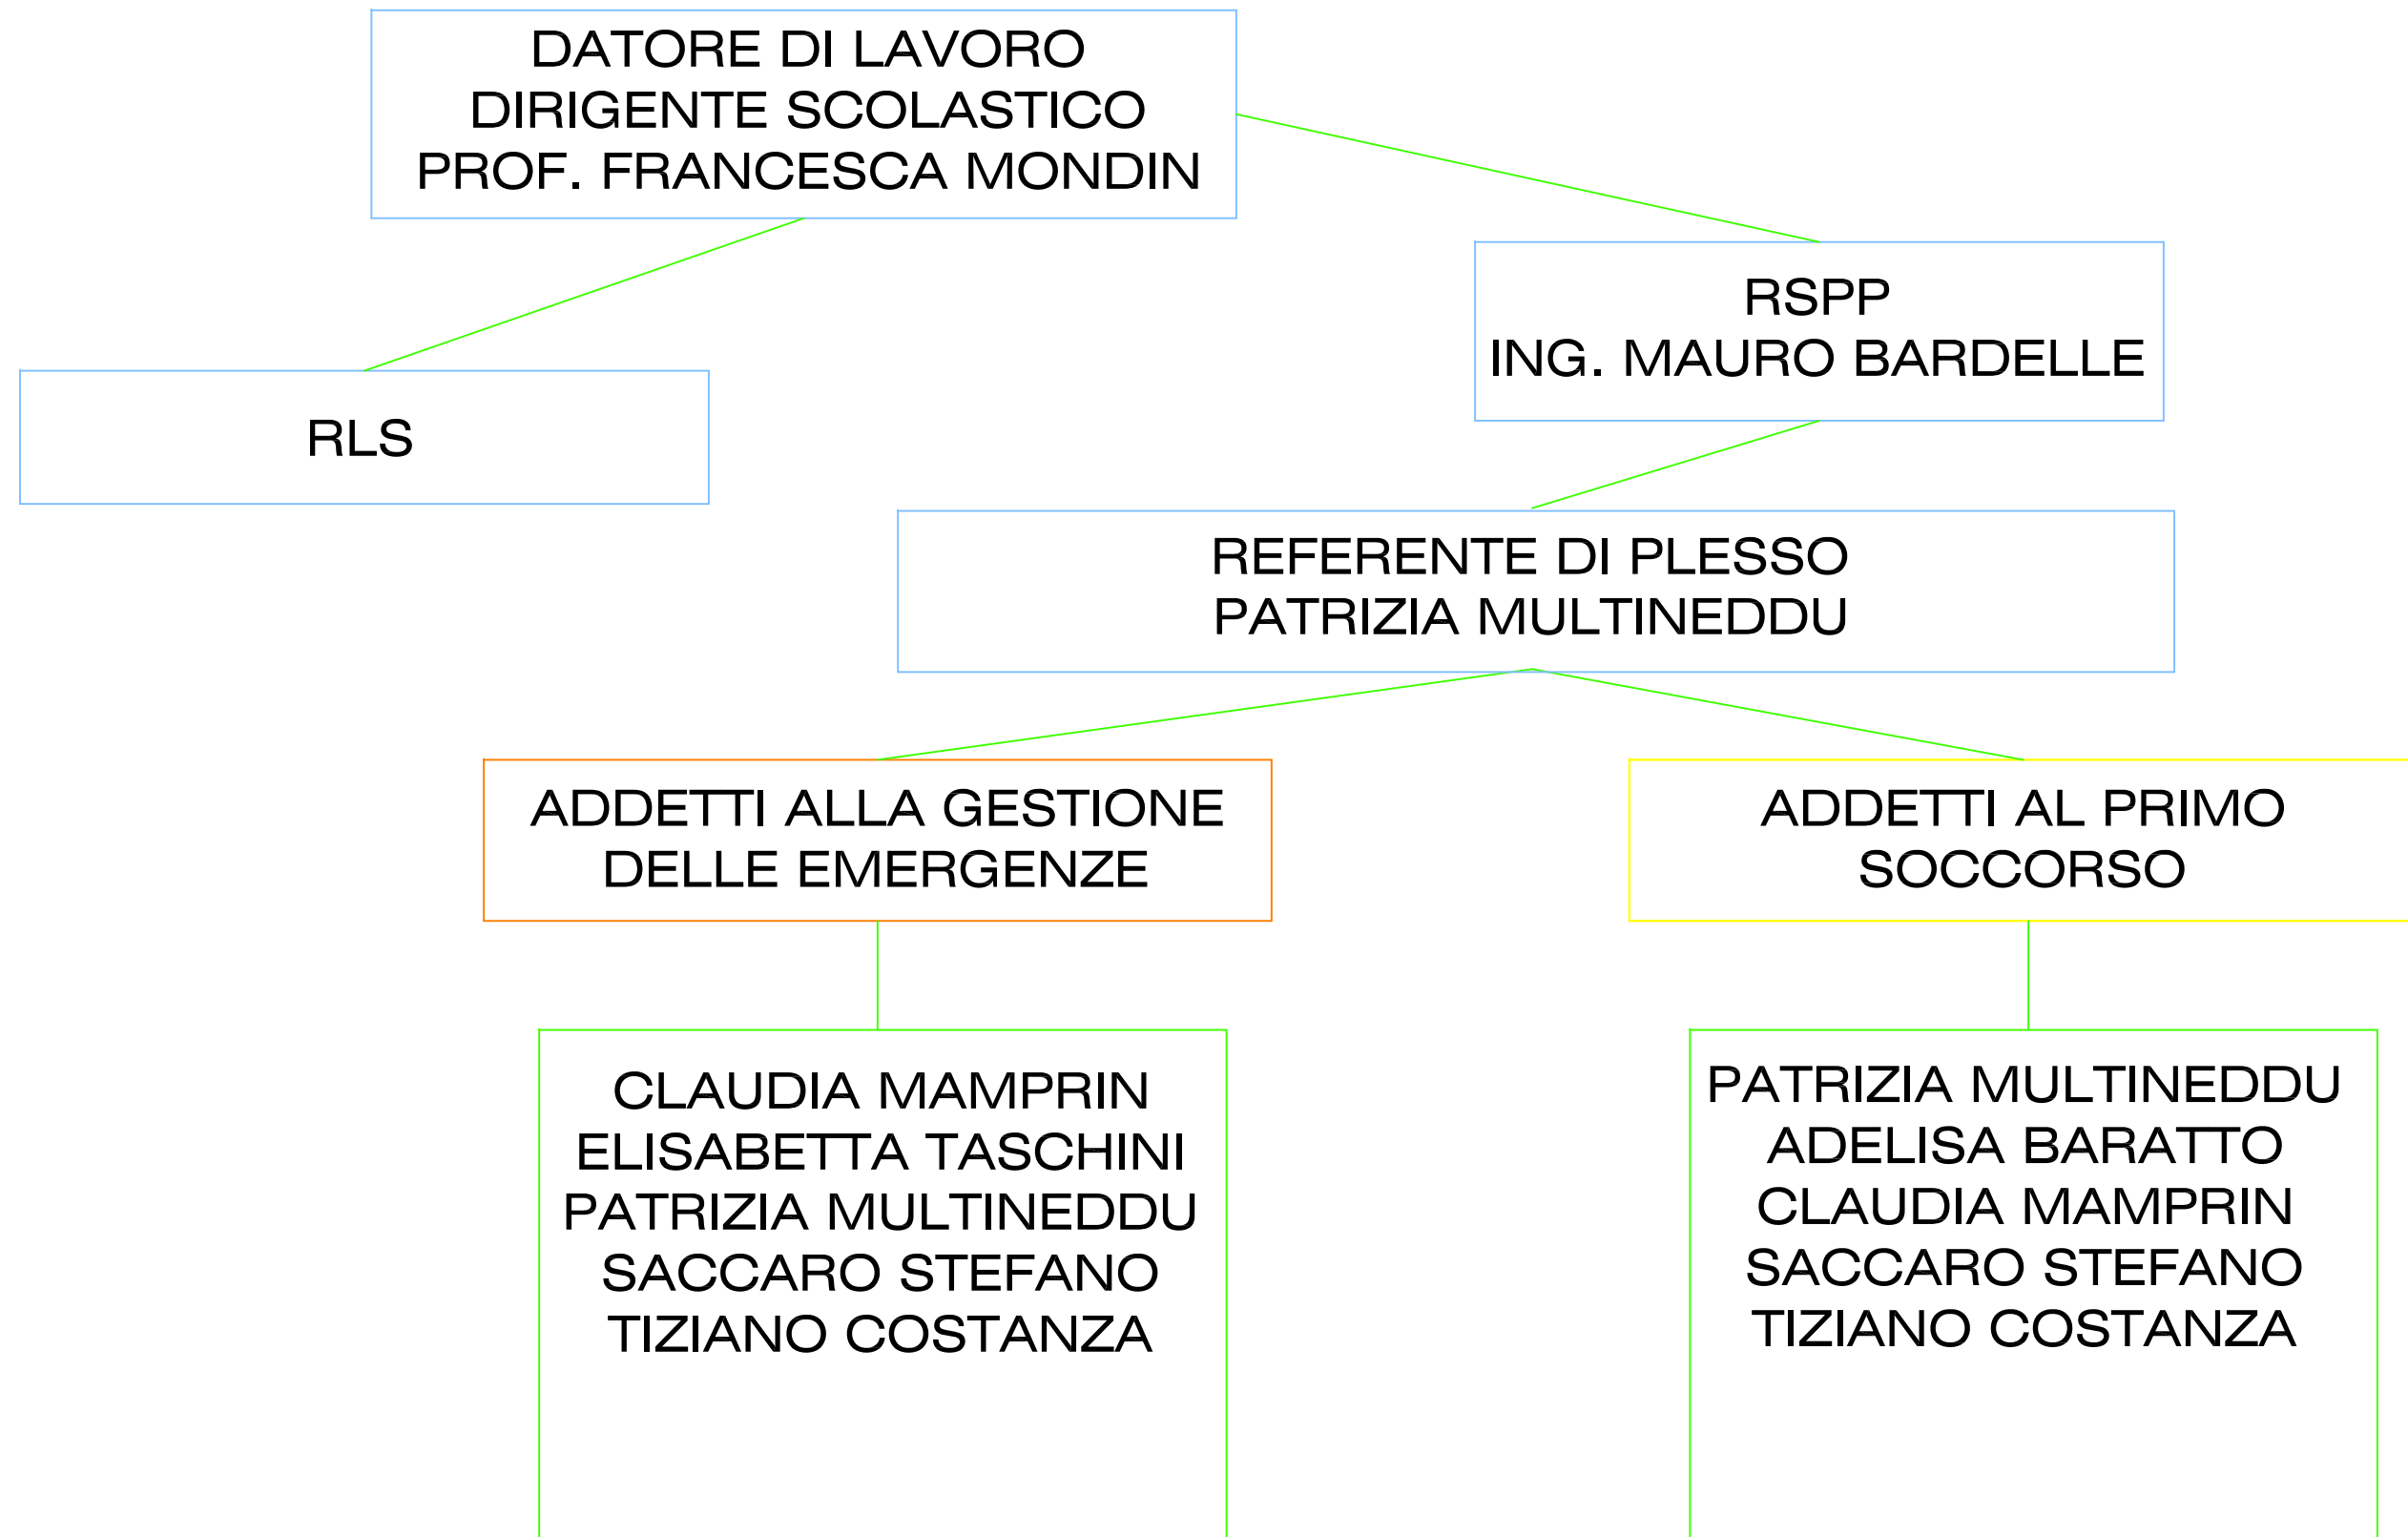 DATORE DI LAVORO
DIRIGENTE SCOLASTICO
PROF. FRANCESCA MONDIN
RSPP
ING. MAURO BARDELLE
RLS
REFERENTE DI PLESSO
PATRIZIA MULTINEDDU
ADDETTI ALLA GESTIONE
DELLE EMERGENZE
ADDETTI AL PRIMO
SOCCORSO
CLAUDIA MAMPRIN
ELISABETTA TASCHINI
PATRIZIA MULTINEDDU
SACCARO STEFANO
TIZIANO COSTANZA
PATRIZIA MULTINEDDU
ADELISA BARATTO
CLAUDIA MAMPRIN
SACCARO STEFANO
TIZIANO COSTANZA